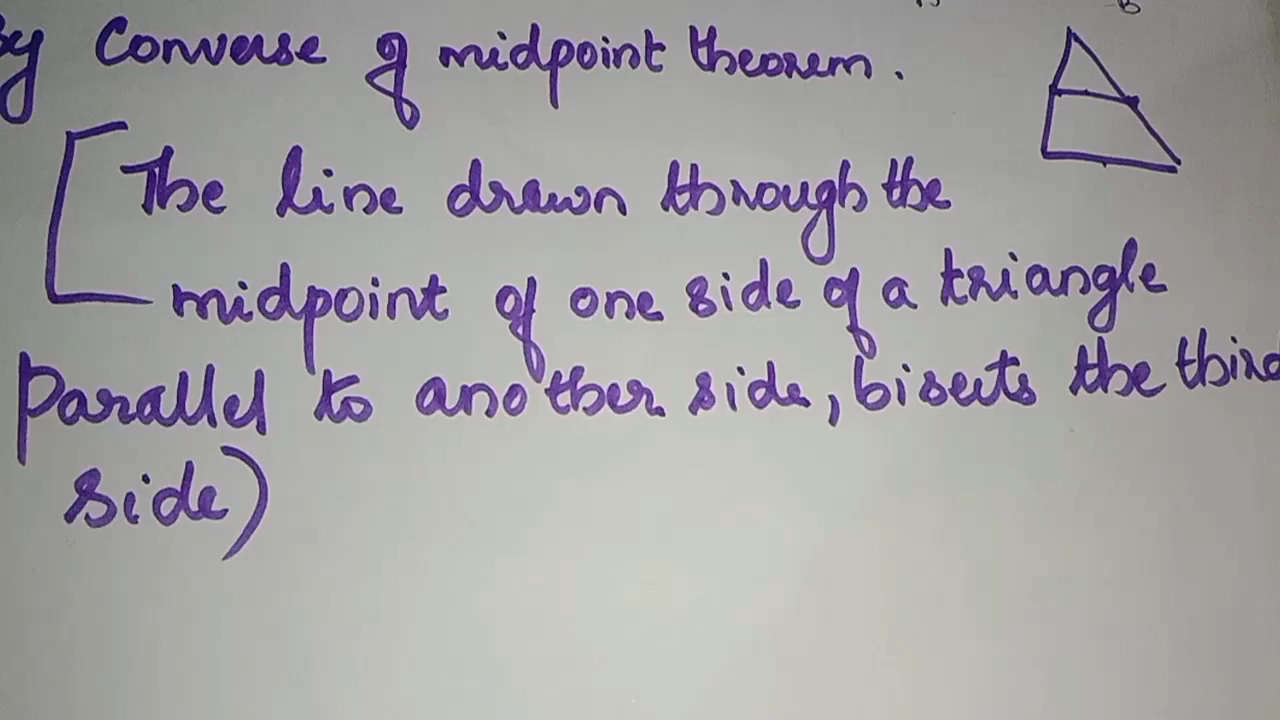 By Converse of midpoint theorem.
[The line drawn through the
midpoint of one side of a triangle
parallel to another side, bisects the third
side)